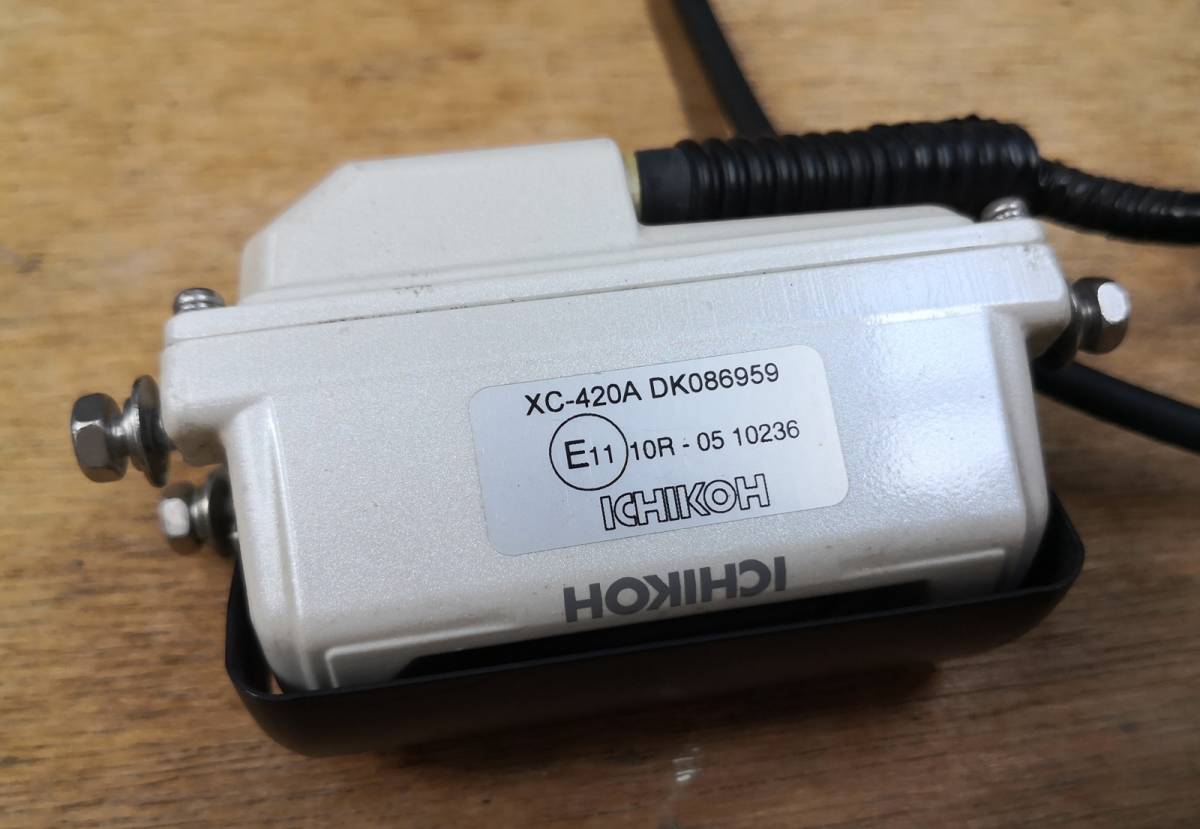 XC-420A DK086959
E11 10R - 05 10236
ICHIKOH
ICHIKOH